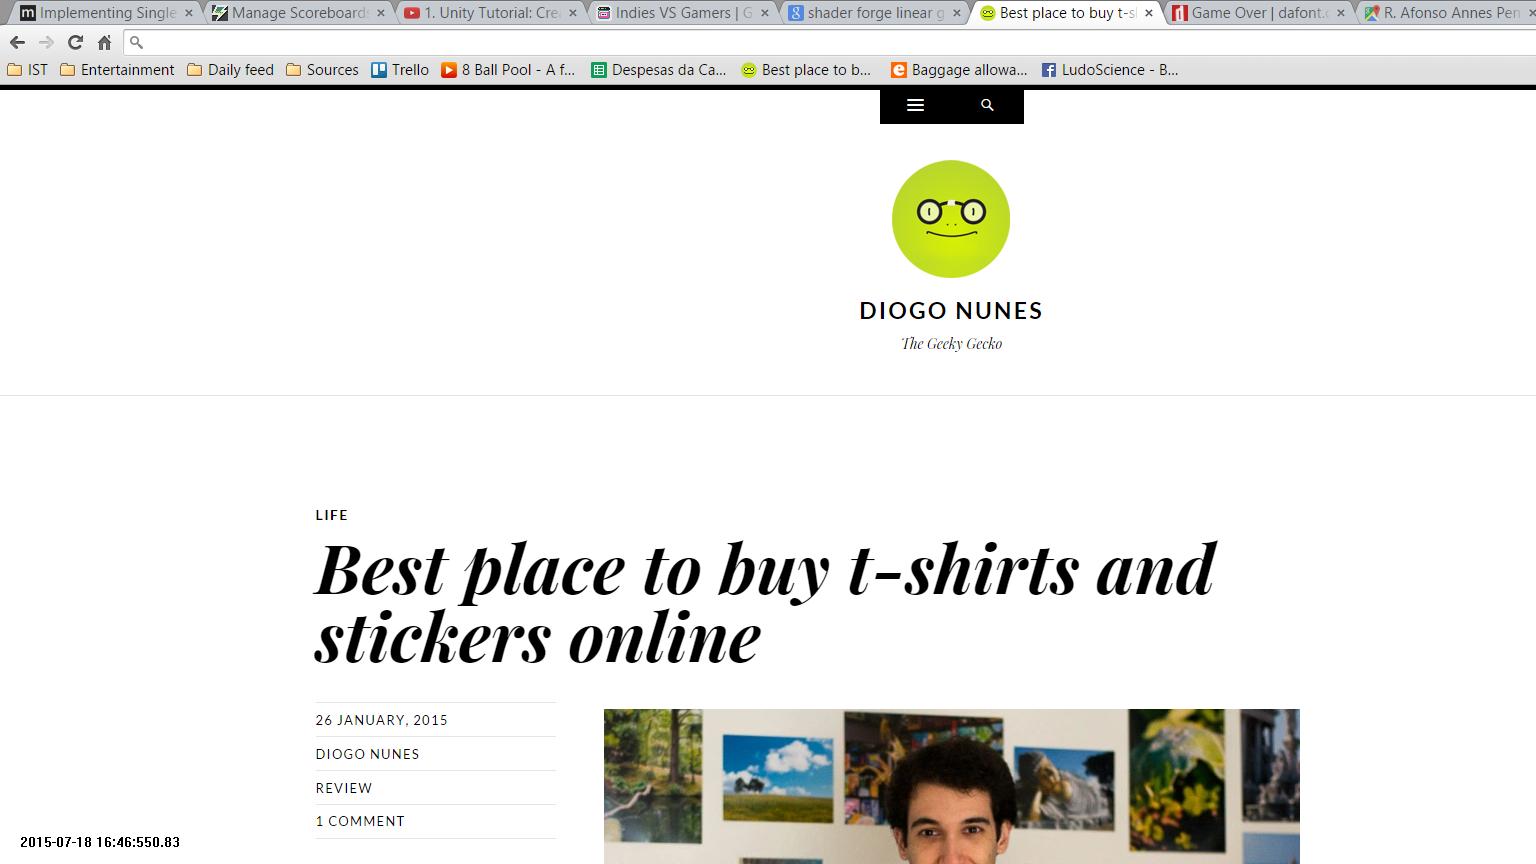 Implementing Single
Manage Scoreboard
1. Unity Tutorial: Cre
Indies VS Gamers | G
shader forge linear g
Best place to buy t-s
Game Over | dafont.c
R. Afonso Annes Pen
IST
Entertainment
Daily feed
Sources
Trello
8 Ball Pool - A f...
Despesas da Ca...
Best place to b...
Baggage allowa...
LudoScience - B...
DIOGO NUNES
The Geeky Gecko
LIFE
Best place to buy t-shirts and
stickers online
26 JANUARY, 2015
DIOGO NUNES
REVIEW
1 COMMENT
2015-07-18 16:46:550.83